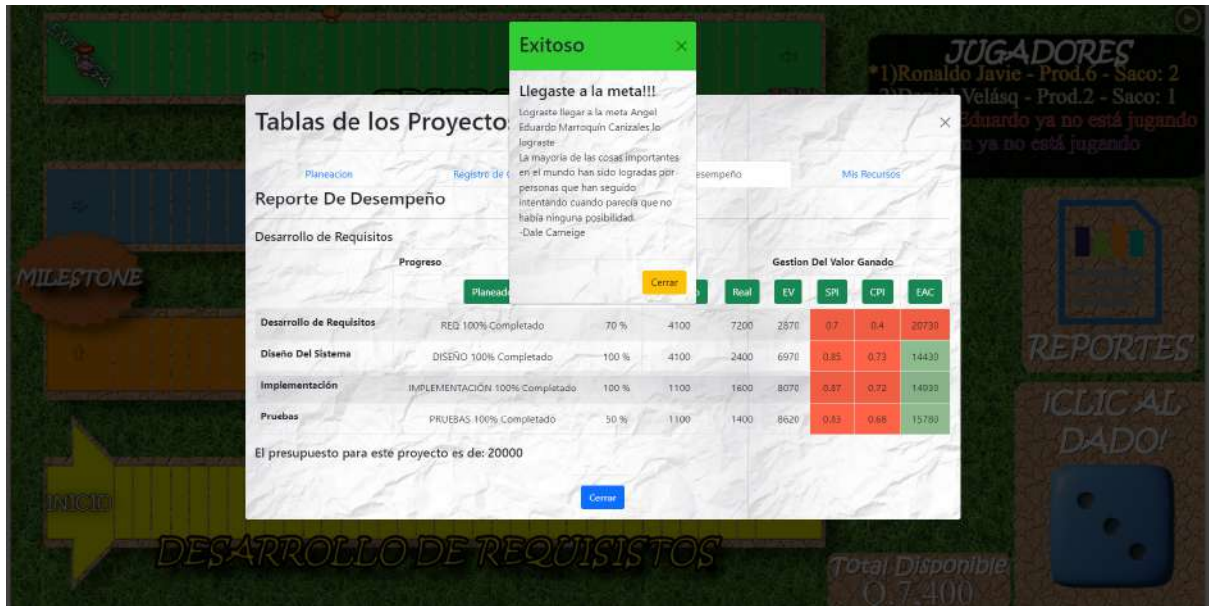 Exitoso
×
Llegaste a la meta!!!
Lograste llegar a la meta Angel
Eduardo Marroquín Canizales lo
lograste
La mayoría de las cosas importantes
en el mundo han sido logradas por
personas que han seguido
intentando cuando parecía que no
había ninguna posibilidad.
-Dale Carneige
Cerrar
JUGADORES
*1)Ronaldo Javie - Prod.6 - Saco: 2
Velásq - Prod.2 - Saco: 1
Eduardo ya no está jugando
ya no está jugando
Tablas de los Proyecto
×
Planeacion
Registro de
esempeño
Mis Recursos
Reporte De Desempeño
Desarrollo de Requisitos
Progreso
Gestion Del Valor Ganado
Planead
o
Real
EV
SPI
CPI
EAC
Desarrollo de Requisitos REQ 100% Completado 70 % 4100 7200 2870 0.7 0.4 20730
Diseño Del Sistema DISEÑO 100% Completado 100 % 4100 2400 6970 0.85 0.73 14430
Implementación IMPLEMENTACIÓN 100% Completado 100 % 1100 1600 8070 0.87 0.72
Pruebas PRUEBAS 100% Completado 50 % 1100 1400 8620 0.83 0.68 15780
El presupuesto para este proyecto es de: 20000
Cerrar
MILESTONE
INICIO
DESARROLLO DE REQUISISTOS
REPORTES
¡CLIC AL
DADO!
Total Disponible
Q.7,400